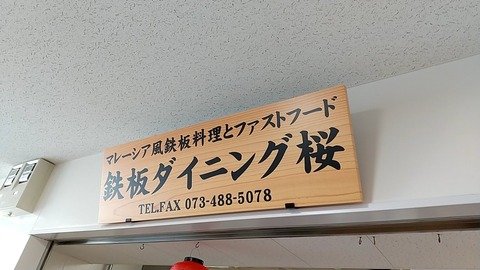 マレーシア風鉄板料理とファストフード
鉄板ダイニング桜
TEL.FAX 073-488-5078